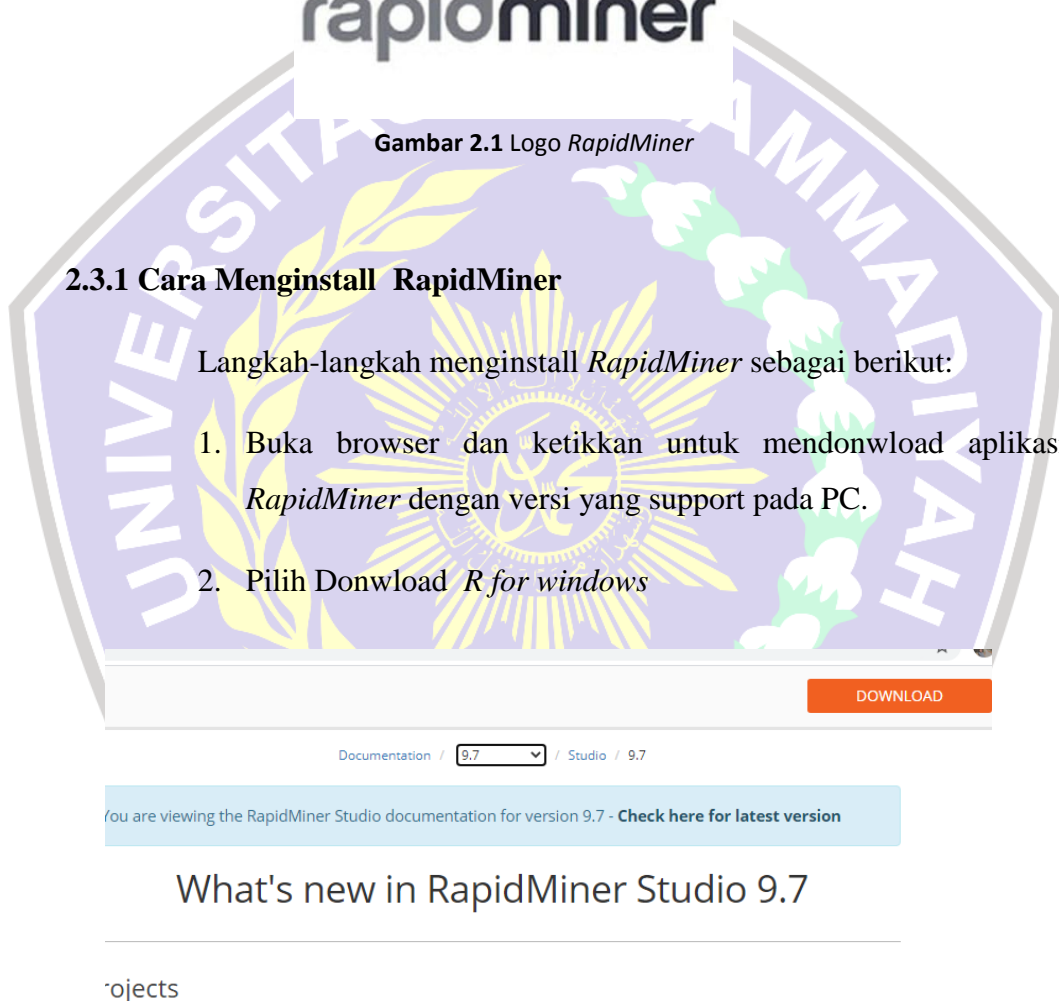 rapidminer
Gambar 2.1 Logo RapidMiner
2.3.1 Cara Menginstall RapidMiner
Langkah-langkah menginstall RapidMiner sebagai berikut:
1. Buka browser dan ketikkan untuk mendonwload aplikas
RapidMiner dengan versi yang support pada PC.
2. Pilih Donwload R for windows
UNIVERSITAS
AMMADIYAH
DOWNLOAD
Documentation / 9.7 / Studio / 9.7
You are viewing the RapidMiner Studio documentation for version 9.7 - Check here for latest version
What's new in RapidMiner Studio 9.7
rojects